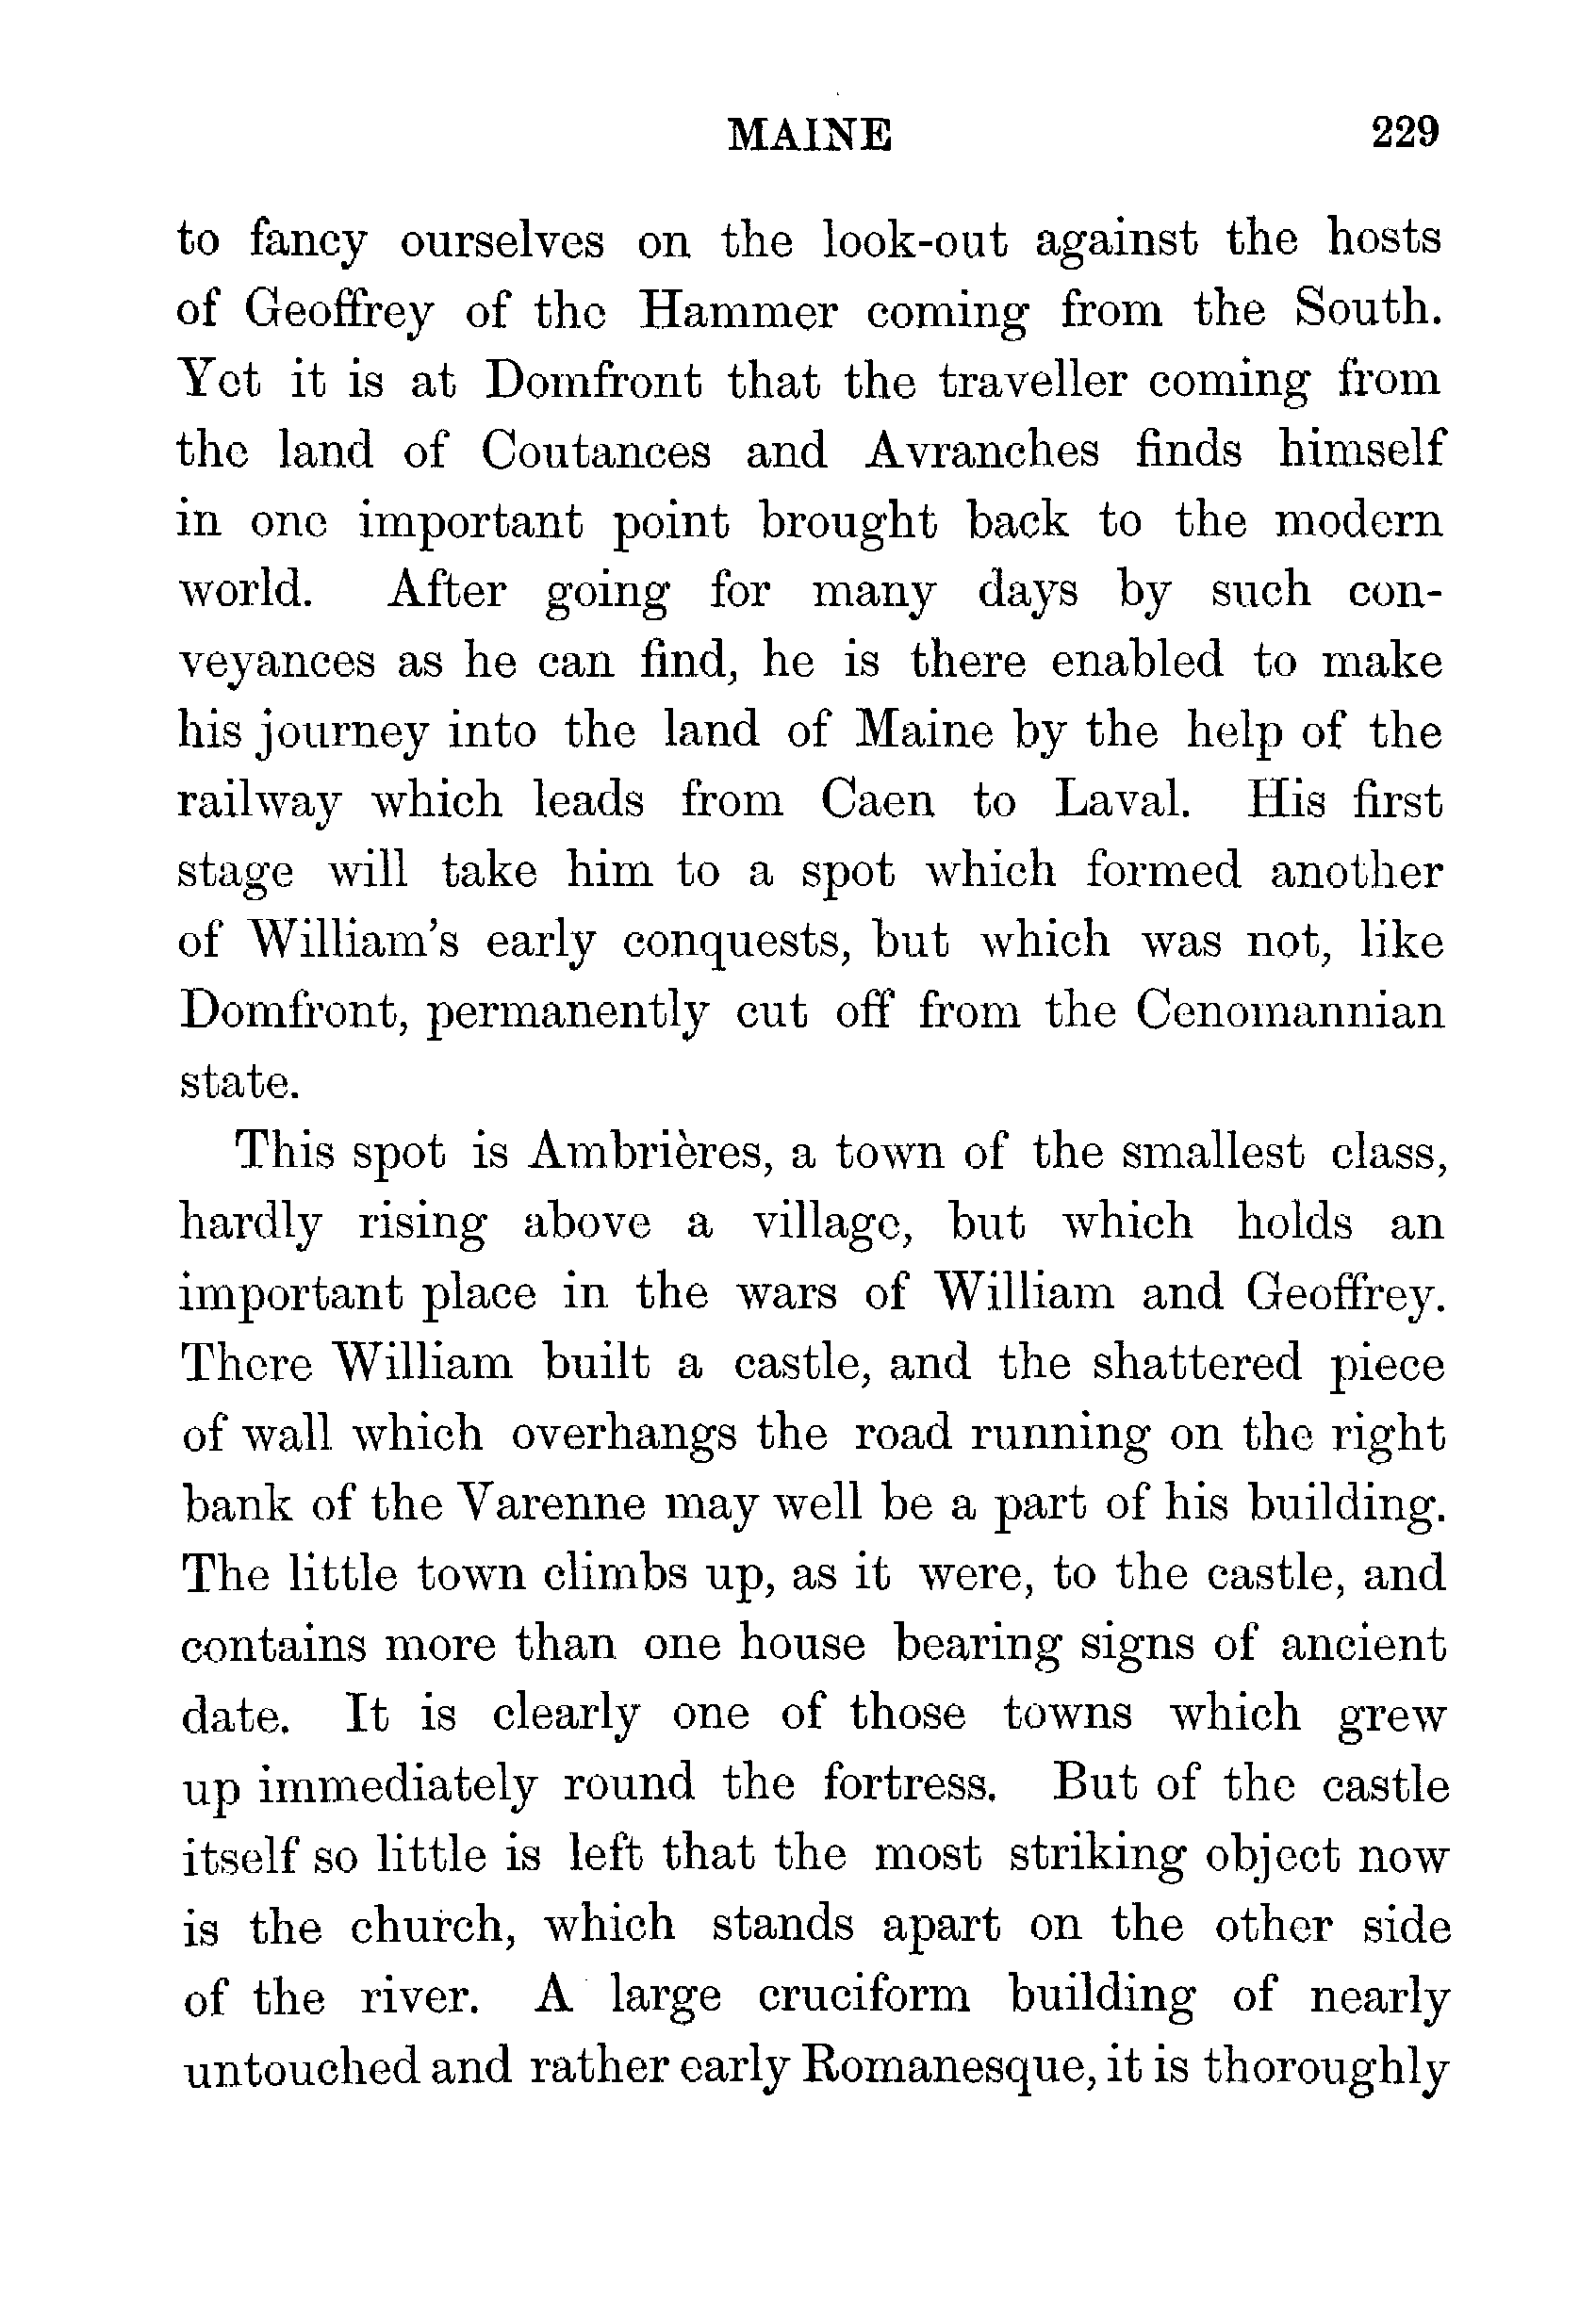 MAINE 229
to fancy ourselves on the look-out against the hosts
of Geoffrey of the Hammer coming from the South.
Yet it is at Domfront that the traveller coming from
the land of Coutances and Avranches finds himself
in one important point brought back to the modern
world. After going for many days by such con-
veyances as he can find, he is there enabled to make
his journey into the land of Maine by the help of the
railway which leads from Caen to Laval. His first
stage will take him to a spot which formed another
of William's early conquests, but which was not, like
Domfront, permanently cut off from the Cenomannian
state.
This spot is Ambrières, a town of the smallest class,
hardly rising above a village, but which holds an
important place in the wars of William and Geoffrey.
There William built a castle, and the shattered piece
of wall which overhangs the road running on the right
bank of the Varenne may well be a part of his building.
The little town climbs up, as it were, to the castle, and
contains more than one house bearing signs of ancient
date. It is clearly one of those towns which grew
up immediately round the fortress. But of the castle
itself so little is left that the most striking object now
is the church, which stands apart on the other side
of the river. A large cruciform building of nearly
untouched and rather early Romanesque, it is thoroughly